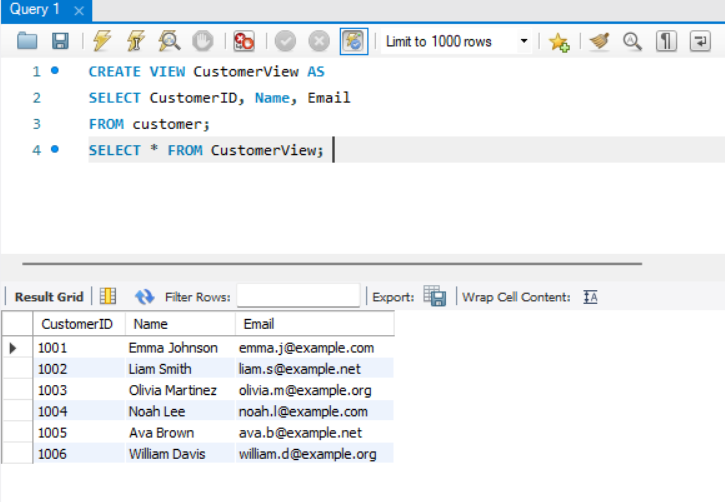 Query 1
Limit to 1000 rows
1 CREATE VIEW CustomerView AS
2 SELECT CustomerID, Name, Email
3 FROM customer;
4 SELECT * FROM CustomerView;
Result Grid Filter Rows: Export: Wrap Cell Content:
CustomerID Name Email
1001 Emma Johnson emma.j@example.com
1002 Liam Smith liam.s@example.net
1003 Olivia Martinez olivia.m@example.org
1004 Noah Lee noah.l@example.com
1005 Ava Brown ava.b@example.net
1006 William Davis william.d@example.org